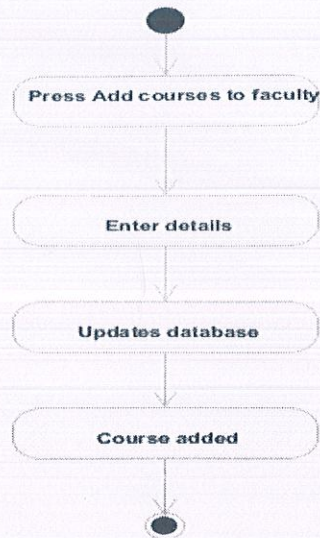 Press Add courses to faculty
Enter details
Updates database
Course added